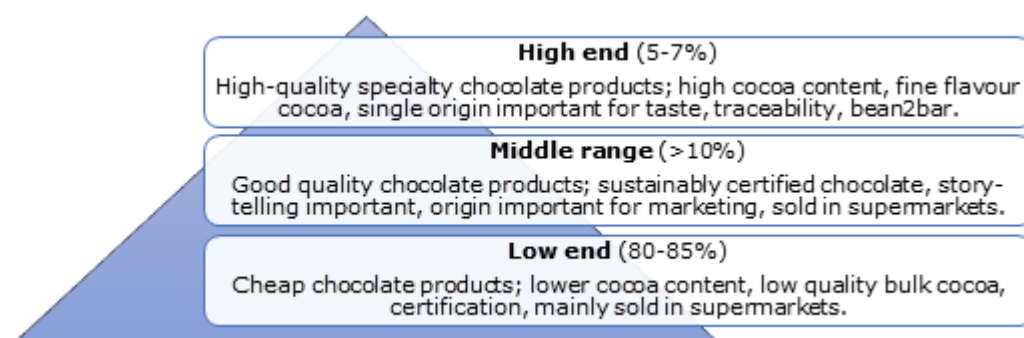 High end (5-7%)
High-quality specialty chocolate products; high cocoa content, fine flavour
cocoa, single origin important for taste, traceability, bean2bar.
Middle range (>10%)
Good quality chocolate products; sustainably certified chocolate, story-
telling important, origin important for marketing, sold in supermarkets.
Low end (80-85%)
Cheap chocolate products; lower cocoa content, low quality bulk cocoa,
certification, mainly sold in supermarkets.